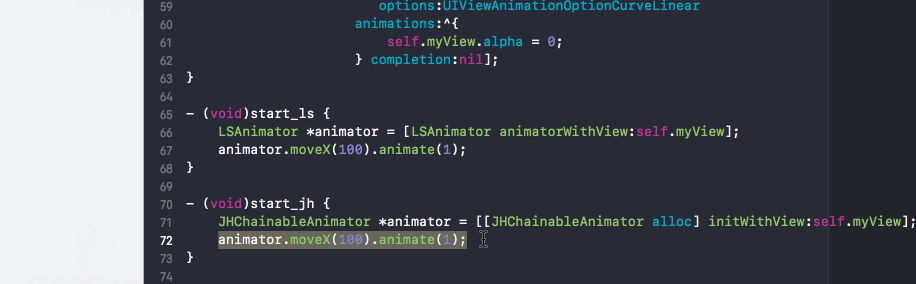 59 options:UIViewAnimationOptionCurveLinear
60 animations:^{
61 self.myView.alpha = 0;
62 } completion:nil];
63 }
64
65 - (void)start_ls {
66 LSAnimator *animator = [LSAnimator animatorWithView:self.myView];
67 animator.moveX(100).animate(1);
68 }
69
70 - (void)start_jh {
71 JHChainableAnimator *animator = [[JHChainableAnimator alloc] initWithView:self.myView];
72 animator.moveX(100).animate(1);
73 }
74